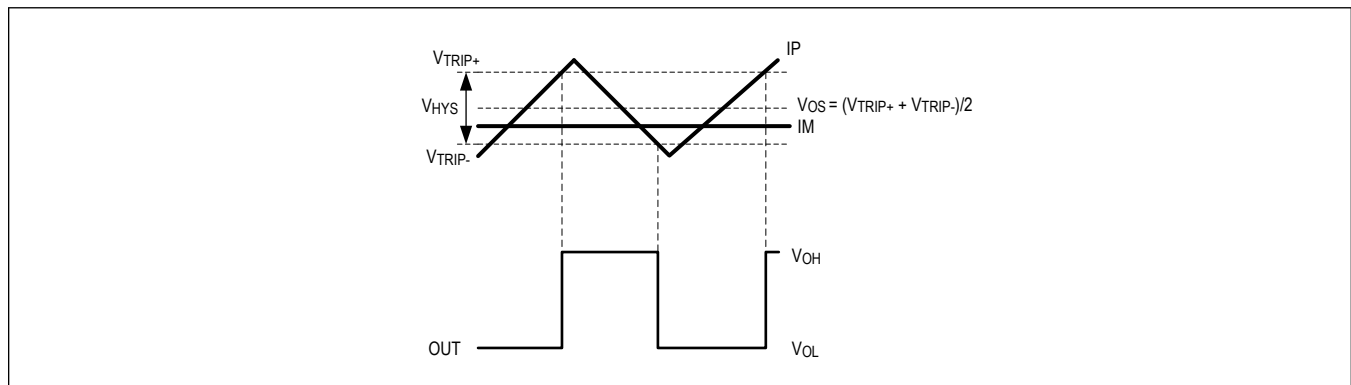 VTRIP+
IP
VHYS
VOS = (VTRIP+ + VTRIP-)/2
IM
VTRIP-
VOH
OUT
VOL